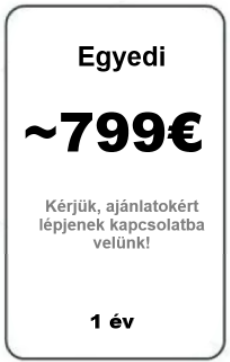 Egyedi
~799€
Kérjük, ajánlatokért
lépjenek kapcsolatba
velünk!
1 év